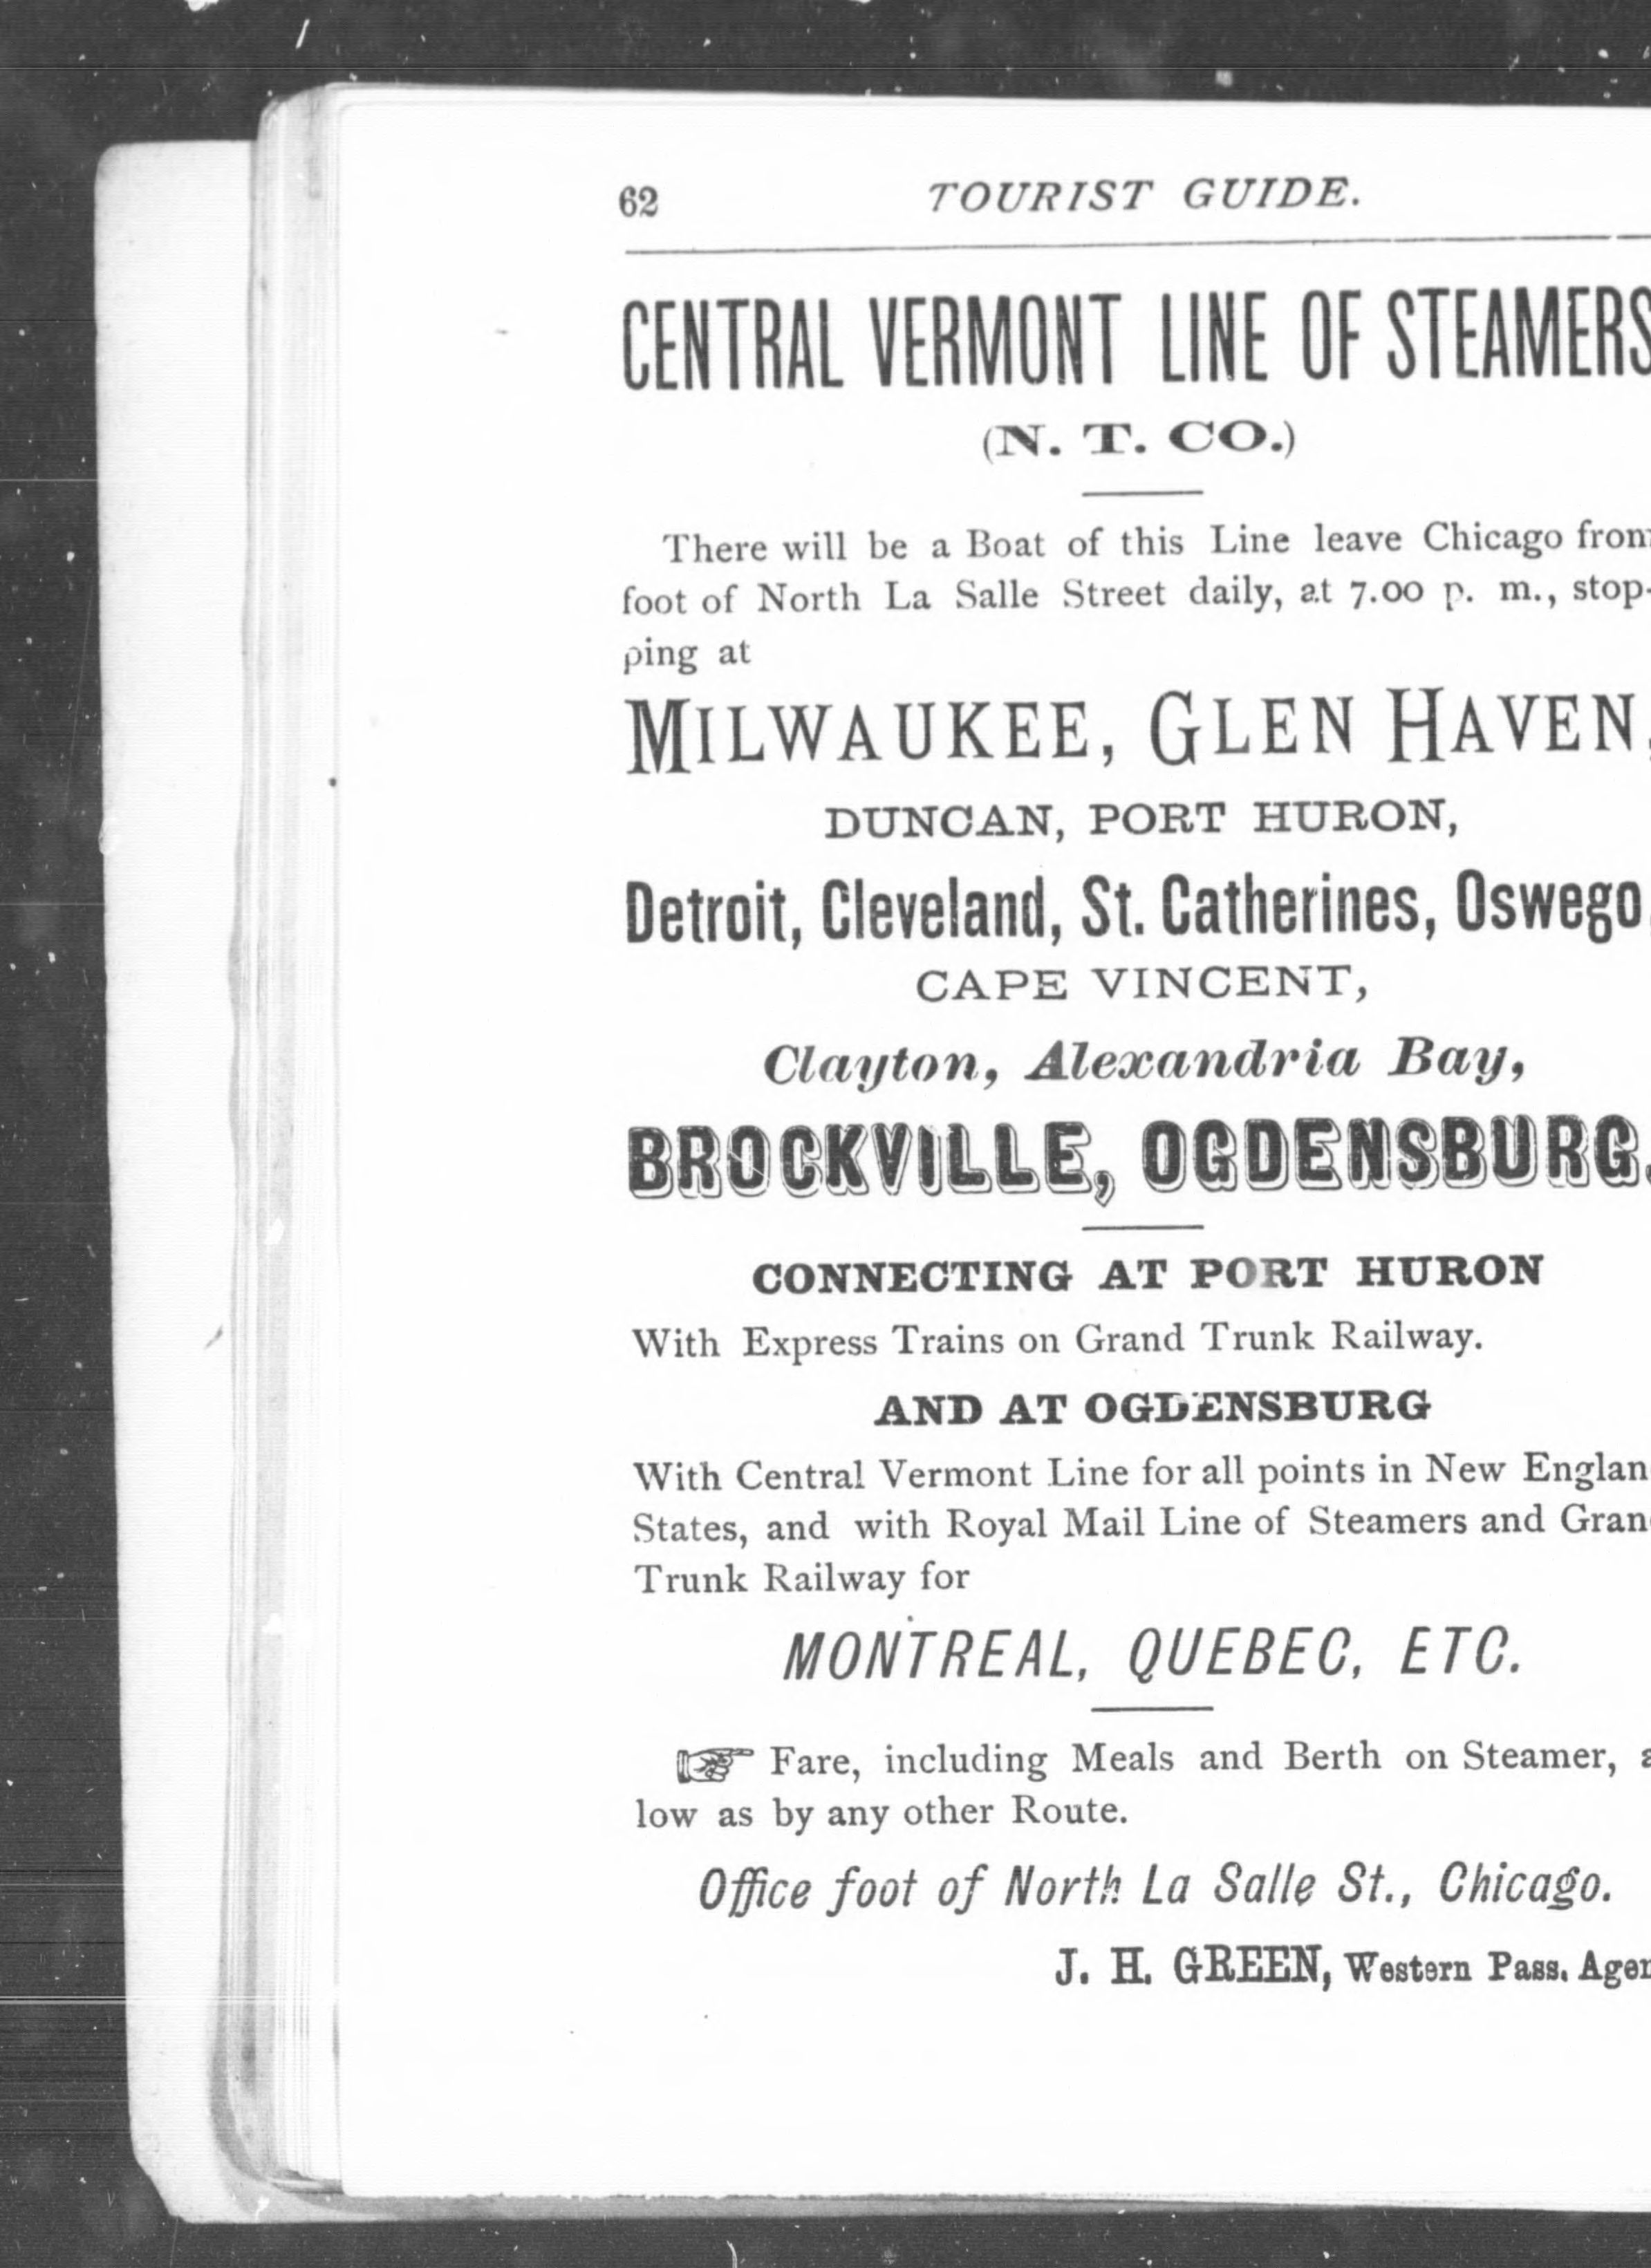 62 TOURIST GUIDE.
CENTRAL VERMONT LINE OF STEAMERS
(N. T. CO.)
There will be a Boat of this Line leave Chicago from
foot of North La Salle Street daily, at 7.00 p. m., stop-
ping at
MILWAUKEE, GLEN HAVEN,
DUNCAN, PORT HURON,
Detroit, Cleveland, St. Catherines, Oswego,
CAPE VINCENT,
Clayton, Alexandria Bay,
BROCKVILLE, OGDENSBURG.
CONNECTING AT PORT HURON
With Express Trains on Grand Trunk Railway.
AND AT OGDENSBURG
With Central Vermont Line for all points in New Englan
States, and with Royal Mail Line of Steamers and Gran
Trunk Railway for
MONTREAL, QUEBEC, ETC.
☞ Fare, including Meals and Berth on Steamer, a
low as by any other Route.
Office foot of North La Salle St., Chicago.
J. H. GREEN, Western Pass. Agen